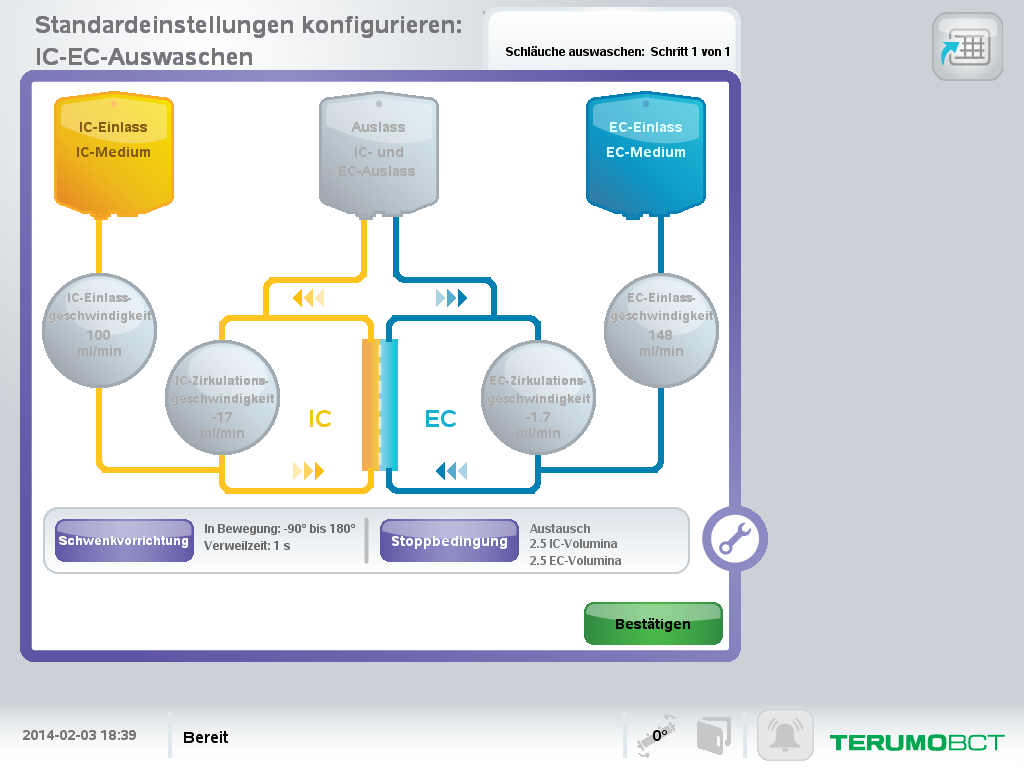 Standardeinstellungen konfigurieren:
IC-EC-Auswaschen
Schläuche auswaschen: Schritt 1 von 1
IC-Einlass
IC-Medium
Auslass
IC- und
EC-Auslass
EC-Einlass
EC-Medium
IC-Einlass-
geschwindigkeit
100
ml/min
EC-Einlass-
geschwindigkeit
148
ml/min
IC-Zirkulations-
geschwindigkeit
-17
ml/min
EC-Zirkulations-
geschwindigkeit
-1.7
ml/min
IC
EC
Schwenkvorrichtung
In Bewegung: -90° bis 180°
Verweilzeit: 1 s
Stoppbedingung
Austausch
2.5 IC-Volumina
2.5 EC-Volumina
Bestätigen
2014-02-03 18:39
Bereit
0°
TERUMOBCT